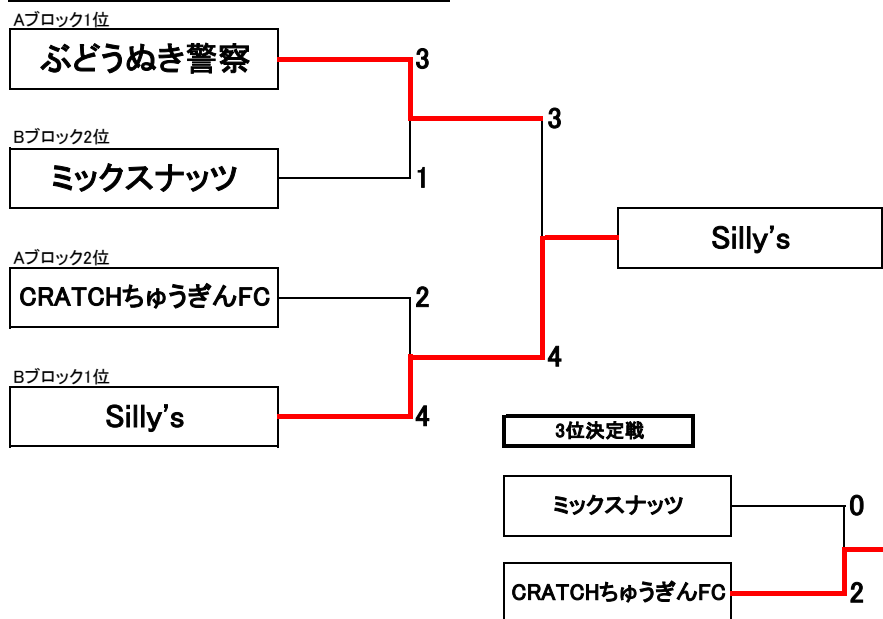 Aブロック1位
ぶどうぬき警察
3
3
Bブロック2位
ミックスナッツ
1
Silly's
Aブロック2位
CRATCHちゅうぎんFC
2
4
Bブロック1位
Silly's
4
3位決定戦
ミックスナッツ
0
CRATCHちゅうぎんFC
2